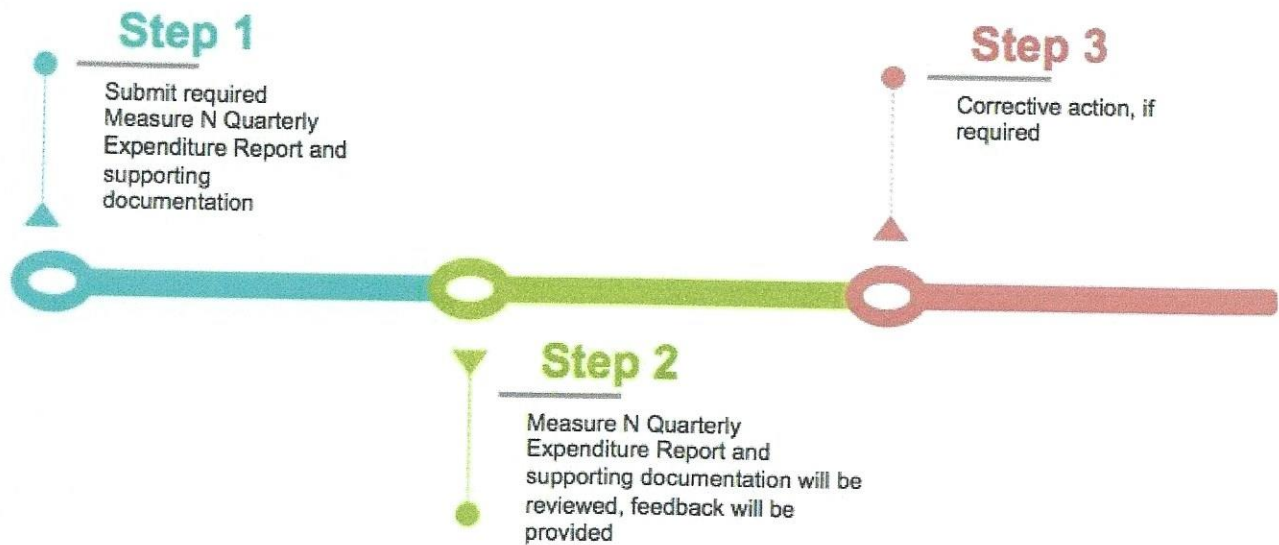 Step 1
Submit required
Measure N Quarterly
Expenditure Report and
supporting
documentation
Step 2
Measure N Quarterly
Expenditure Report and
supporting documentation will be
reviewed, feedback will be
provided
Step 3
Corrective action, if
required